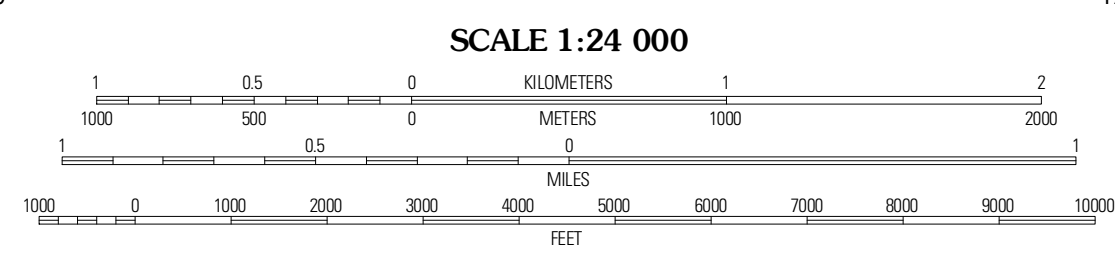 SCALE 1:24 000
1 0.5 0 KILOMETERS 1 2
1000 500 0 METERS 1000 2000
1 0.5 0 1
MILES
1000 0 1000 2000 3000 4000 5000 6000 7000 8000 9000 10000
FEET